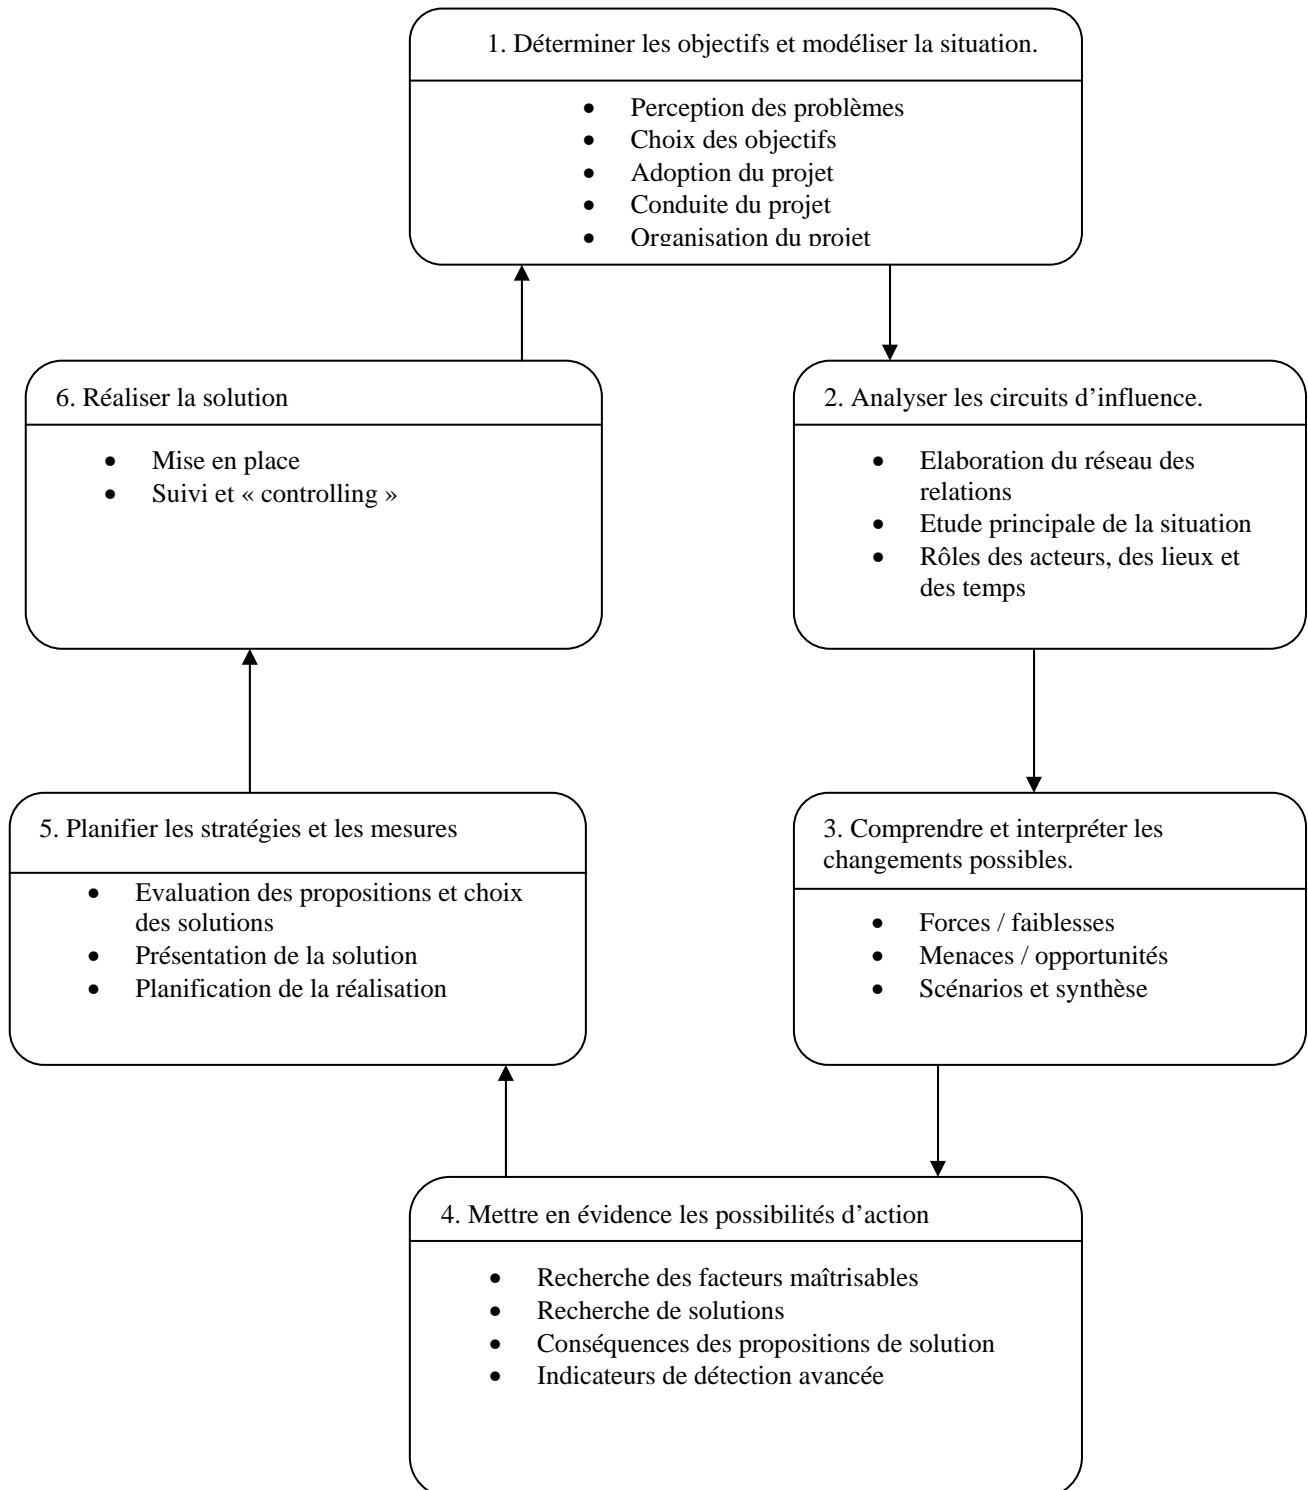 1. Déterminer les objectifs et modéliser la situation.
• Perception des problèmes
• Choix des objectifs
• Adoption du projet
• Conduite du projet
• Organisation du projet
2. Analyser les circuits d’influence.
• Elaboration du réseau des
relations
• Etude principale de la situation
• Rôles des acteurs, des lieux et
des temps
3. Comprendre et interpréter les
changements possibles.
• Forces / faiblesses
• Menaces / opportunités
• Scénarios et synthèse
4. Mettre en évidence les possibilités d’action
• Recherche des facteurs maîtrisables
• Recherche de solutions
• Conséquences des propositions de solution
• Indicateurs de détection avancée
5. Planifier les stratégies et les mesures
• Evaluation des propositions et choix
des solutions
• Présentation de la solution
• Planification de la réalisation
6. Réaliser la solution
• Mise en place
• Suivi et « controlling »